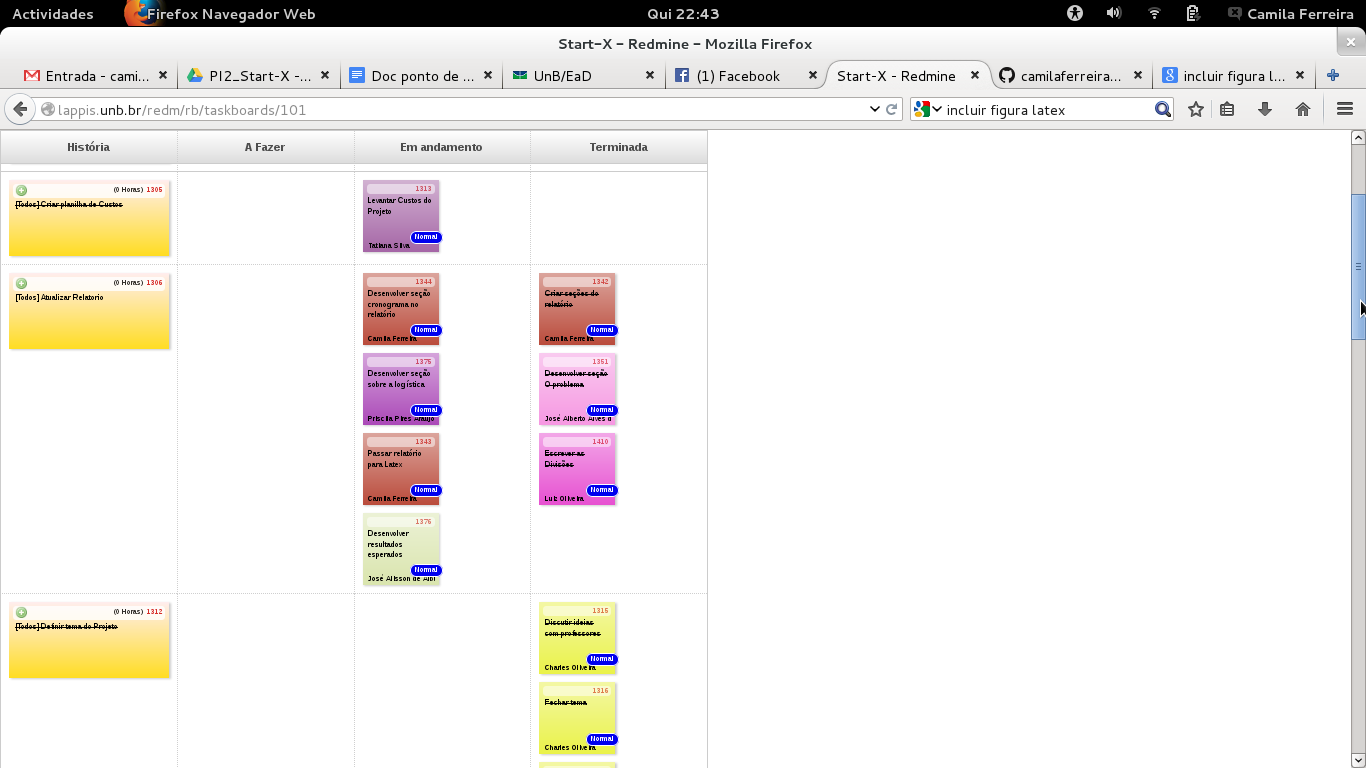 Actividades
Firefox Navegador Web
Qui 22:43
Camila Ferreira
Start-X - Redmine - Mozilla Firefox
Entrada - cami...
PI2_Start-X -...
Doc ponto de ...
UnB/EaD
(1) Facebook
Start-X - Redmine
camilaferreira...
incluir figura l...
lappis.unb.br/redm/rb/taskboards/101
incluir figura latex
História
A Fazer
Em andamento
Terminada
(0 Horas) 1305
[Todos] Criar planilha de Custos
1313
Levantar Custos do
Projeto
Normal
Tatiana Silva
(0 Horas) 1306
[Todos] Atualizar Relatorio
1344
Desenvolver seção
cronograma no
relatório
Normal
Camila Ferreira
1342
Criar seções do
relatório
Normal
Camila Ferreira
1375
Desenvolver seção
sobre a logística
Normal
Priscila Pires Araujo
1351
Desenvolver seção
O problema
Normal
José Alberto Alves d
1343
Passar relatório
para Latex
Normal
Camila Ferreira
1410
Escrever as
Divisões
Normal
Luiz Oliveira
1376
Desenvolver
resultados
esperados
Normal
José Alisson de Albi
(0 Horas) 1312
[Todos] Definir tema do Projeto
1315
Discutir ideias
com professores
Normal
Charles Oliveira
1316
Fechar tema
Normal
Charles Oliveira